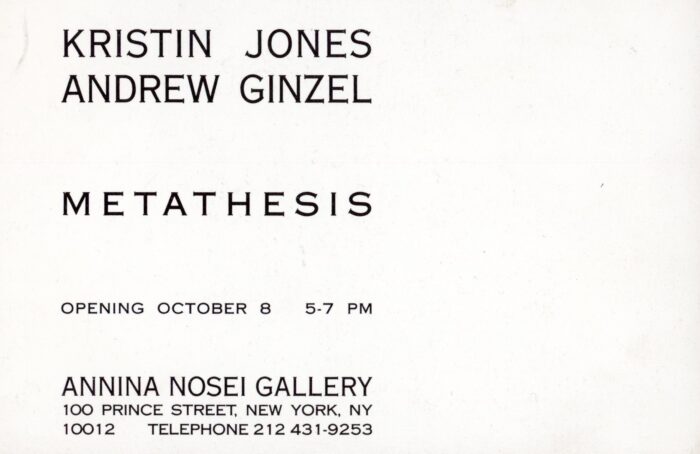 KRISTIN JONES
ANDREW GINZEL
METATHESIS
OPENING OCTOBER 8 5-7 PM
ANNINA NOSEI GALLERY
100 PRINCE STREET, NEW YORK, NY
10012 TELEPHONE 212 431-9253